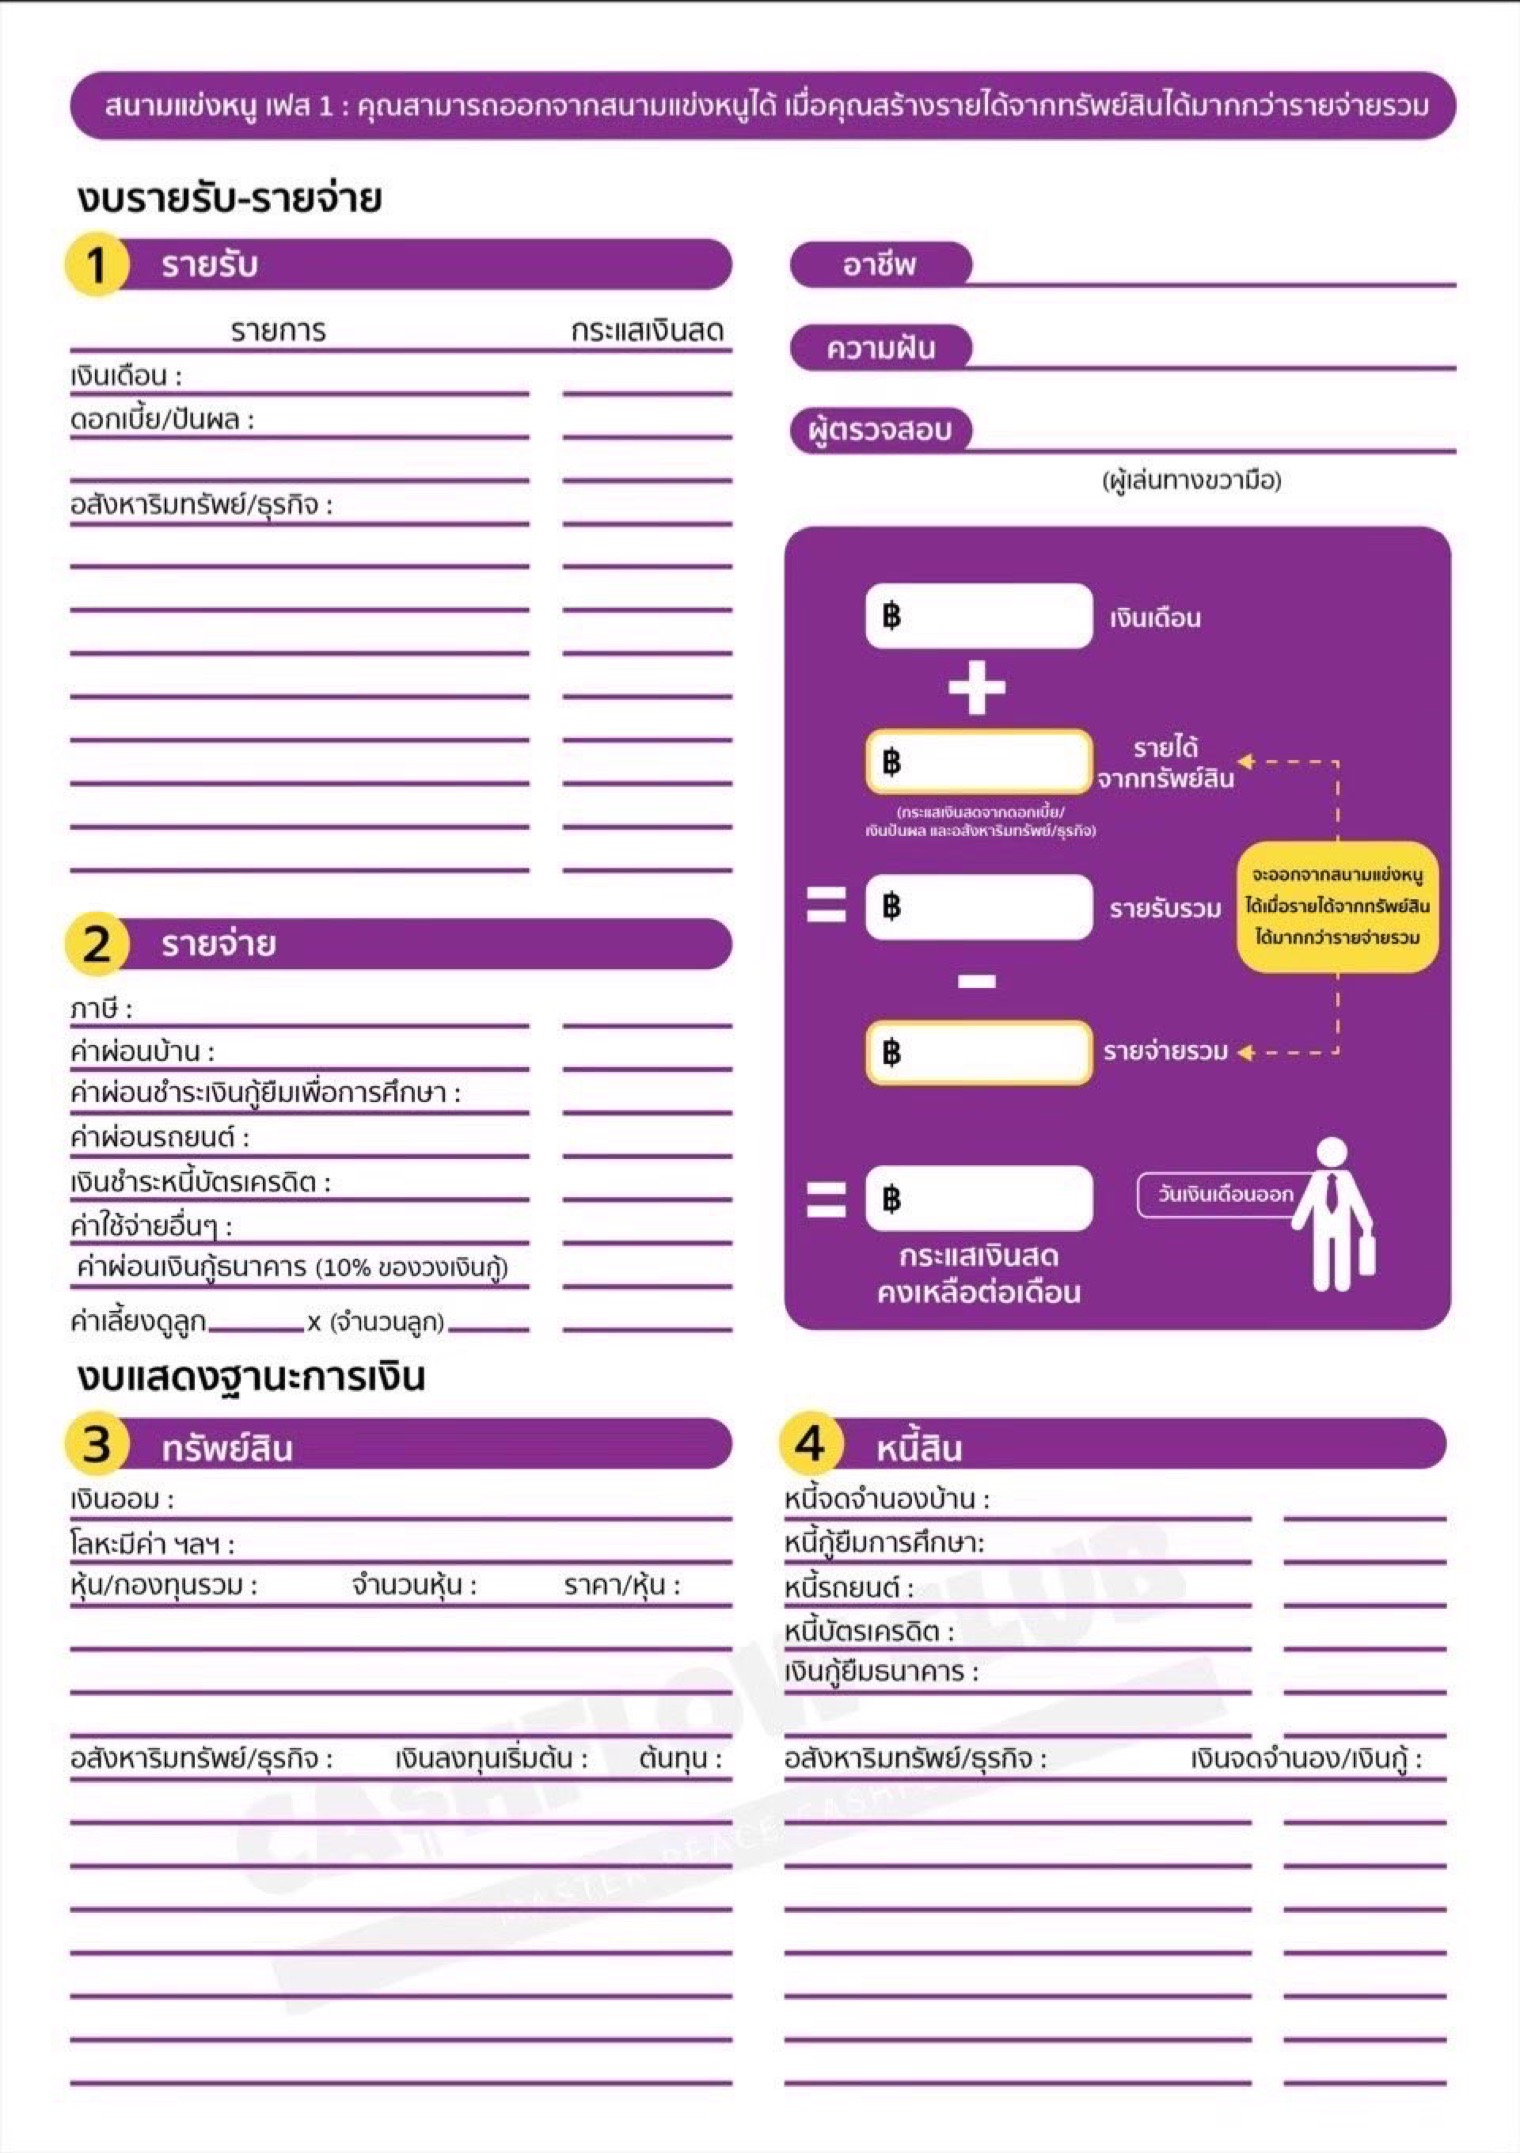 สนามแข่งหนู เฟส 1 : คุณสามารถออกจากสนามแข่งหนูได้ เมื่อคุณสร้างรายได้จากทรัพย์สินได้มากกว่ารายจ่ายรวม
งบรายรับ-รายจ่าย
1 รายรับ
รายการ กระแสเงินสด
เงินเดือน :
ดอกเบี้ย/ปันผล :
อสังหาริมทรัพย์/ธุรกิจ :
2 รายจ่าย
ภาษี :
ค่าผ่อนบ้าน :
ค่าผ่อนชำระเงินกู้ยืมเพื่อการศึกษา :
ค่าผ่อนรถยนต์ :
เงินชำระหนี้บัตรเครดิต :
ค่าใช้จ่ายอื่นๆ :
ค่าผ่อนเงินกู้ธนาคาร (10% ของวงเงินกู้)
ค่าเลี้ยงดูลูก______x (จำนวนลูก)_____
อาชีพ
ความฝัน
ผู้ตรวจสอบ
(ผู้เล่นทางขวามือ)
฿ เงินเดือน
+
฿ รายได้
จากทรัพย์สิน
(กระแสเงินสดจากดอกเบี้ย/
เงินปันผล และอสังหาริมทรัพย์/ธุรกิจ)
= ฿ รายรับรวม
จะออกจากสนามแข่งหนู
ได้เมื่อรายได้จากทรัพย์สิน
ได้มากกว่ารายจ่ายรวม
-
฿ รายจ่ายรวม
= ฿
วันเงินเดือนออก
กระแสเงินสด
คงเหลือต่อเดือน
งบแสดงฐานะการเงิน
3 ทรัพย์สิน
เงินออม :
โลหะมีค่า ฯลฯ :
หุ้น/กองทุนรวม : จำนวนหุ้น : ราคา/หุ้น :
อสังหาริมทรัพย์/ธุรกิจ : เงินลงทุนเริ่มต้น : ต้นทุน :
4 หนี้สิน
หนี้จดจำนองบ้าน :
หนี้กู้ยืมการศึกษา:
หนี้รถยนต์ :
หนี้บัตรเครดิต :
เงินกู้ยืมธนาคาร :
อสังหาริมทรัพย์/ธุรกิจ : เงินจดจำนอง/เงินกู้ :
CASHFLOW CLUB